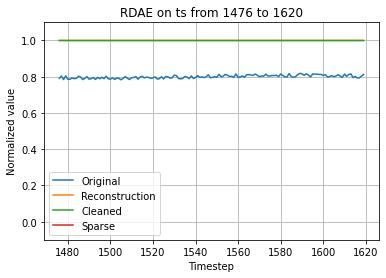 RDAE on ts from 1476 to 1620
Normalized value
1.0
0.8
0.6
0.4
0.2
0.0
Original
Reconstruction
Cleaned
Sparse
1480 1500 1520 1540 1560 1580 1600 1620
Timestep